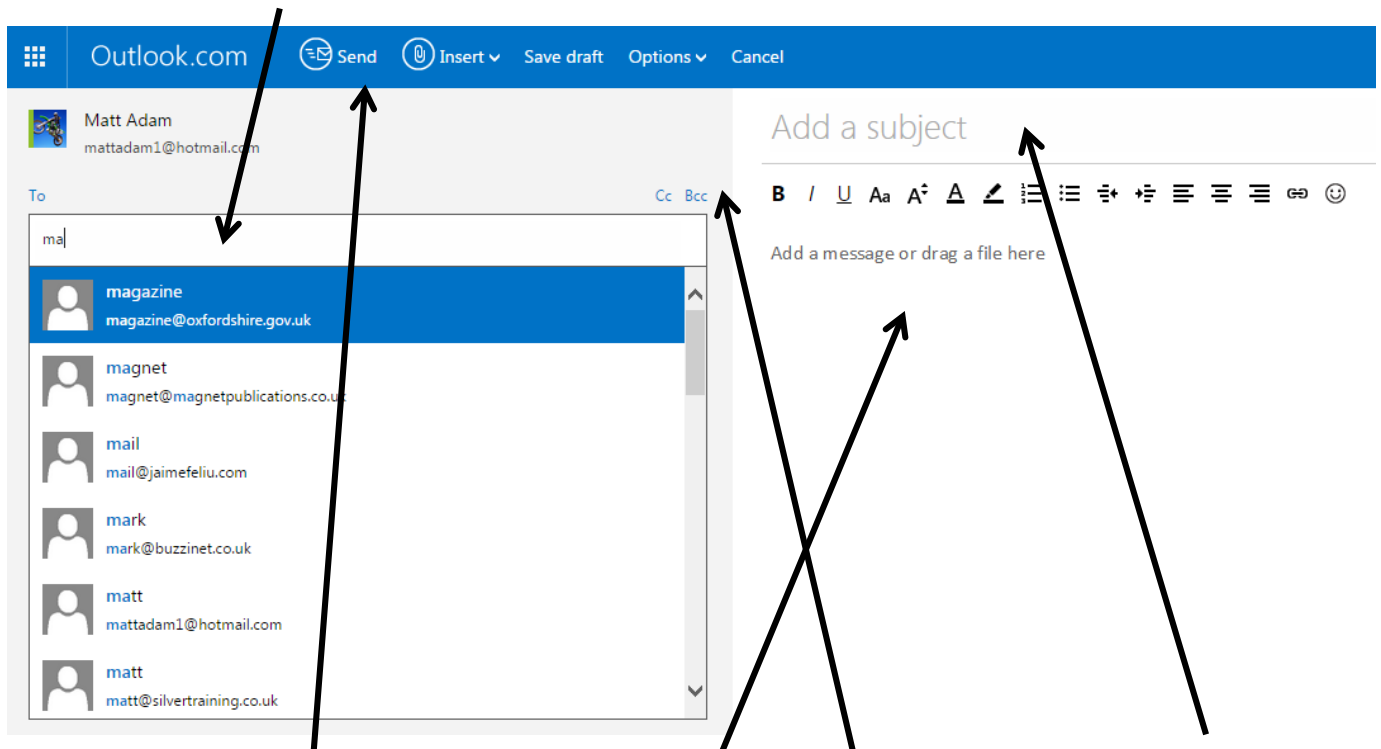 Outlook.com Send Insert Save draft Options Cancel
Matt Adam
mattadam1@hotmail.com
To Cc Bcc
ma
magazine
magazine@oxfordshire.gov.uk
magnet
magnet@magnetpublications.co.uk
mail
mail@jaimefeliu.com
mark
mark@buzzinet.co.uk
matt
mattadam1@hotmail.com
matt
matt@silvertraining.co.uk
Add a subject
B I U Aa A A
Add a message or drag a file here